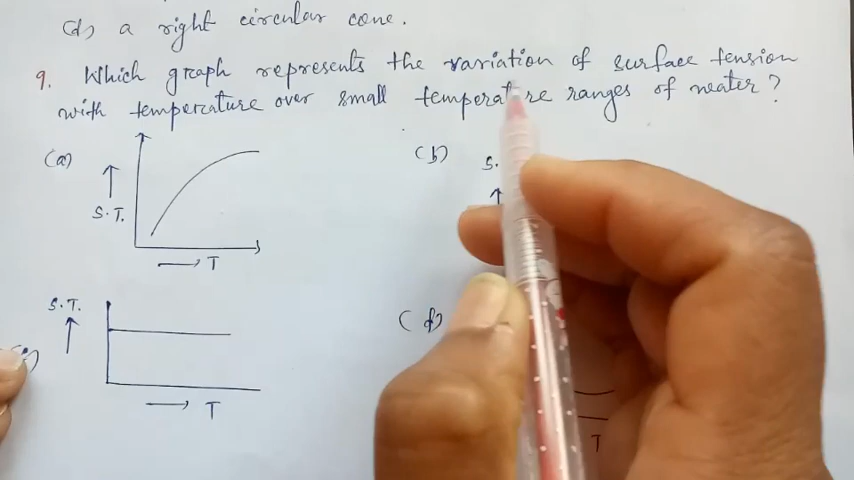 (d) a right circular cone.
9. Which graph represents the variation of surface tension
with temperature over small temperature ranges of water?
(a)
S.T.
T
(b)
S.
S.T.
T
(d)
T